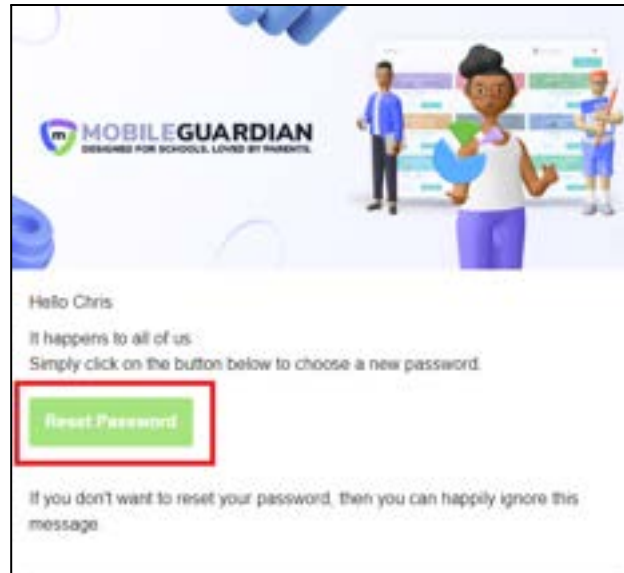 MOBILEGUARDIAN
DESIGNED FOR SCHOOLS. LOVED BY PARENTS.
Hello Chris
It happens to all of us
Simply click on the button below to choose a new password.
Reset Password
If you don't want to reset your password, then you can happily ignore this
message